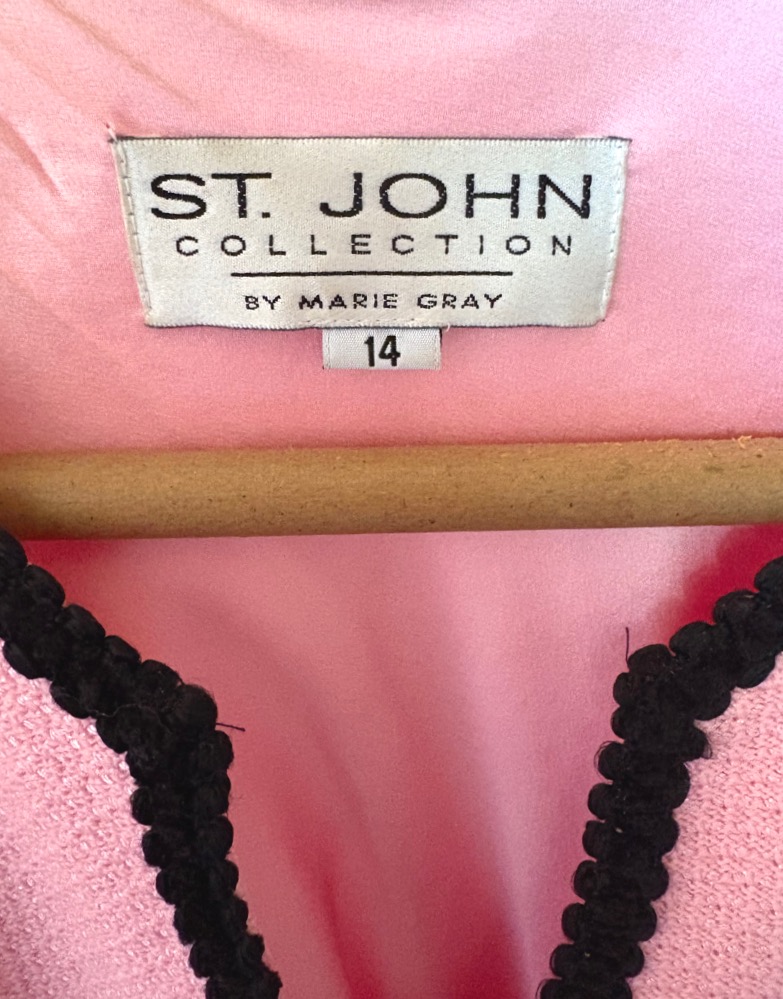 ST. JOHN
COLLECTION
BY MARIE GRAY
14